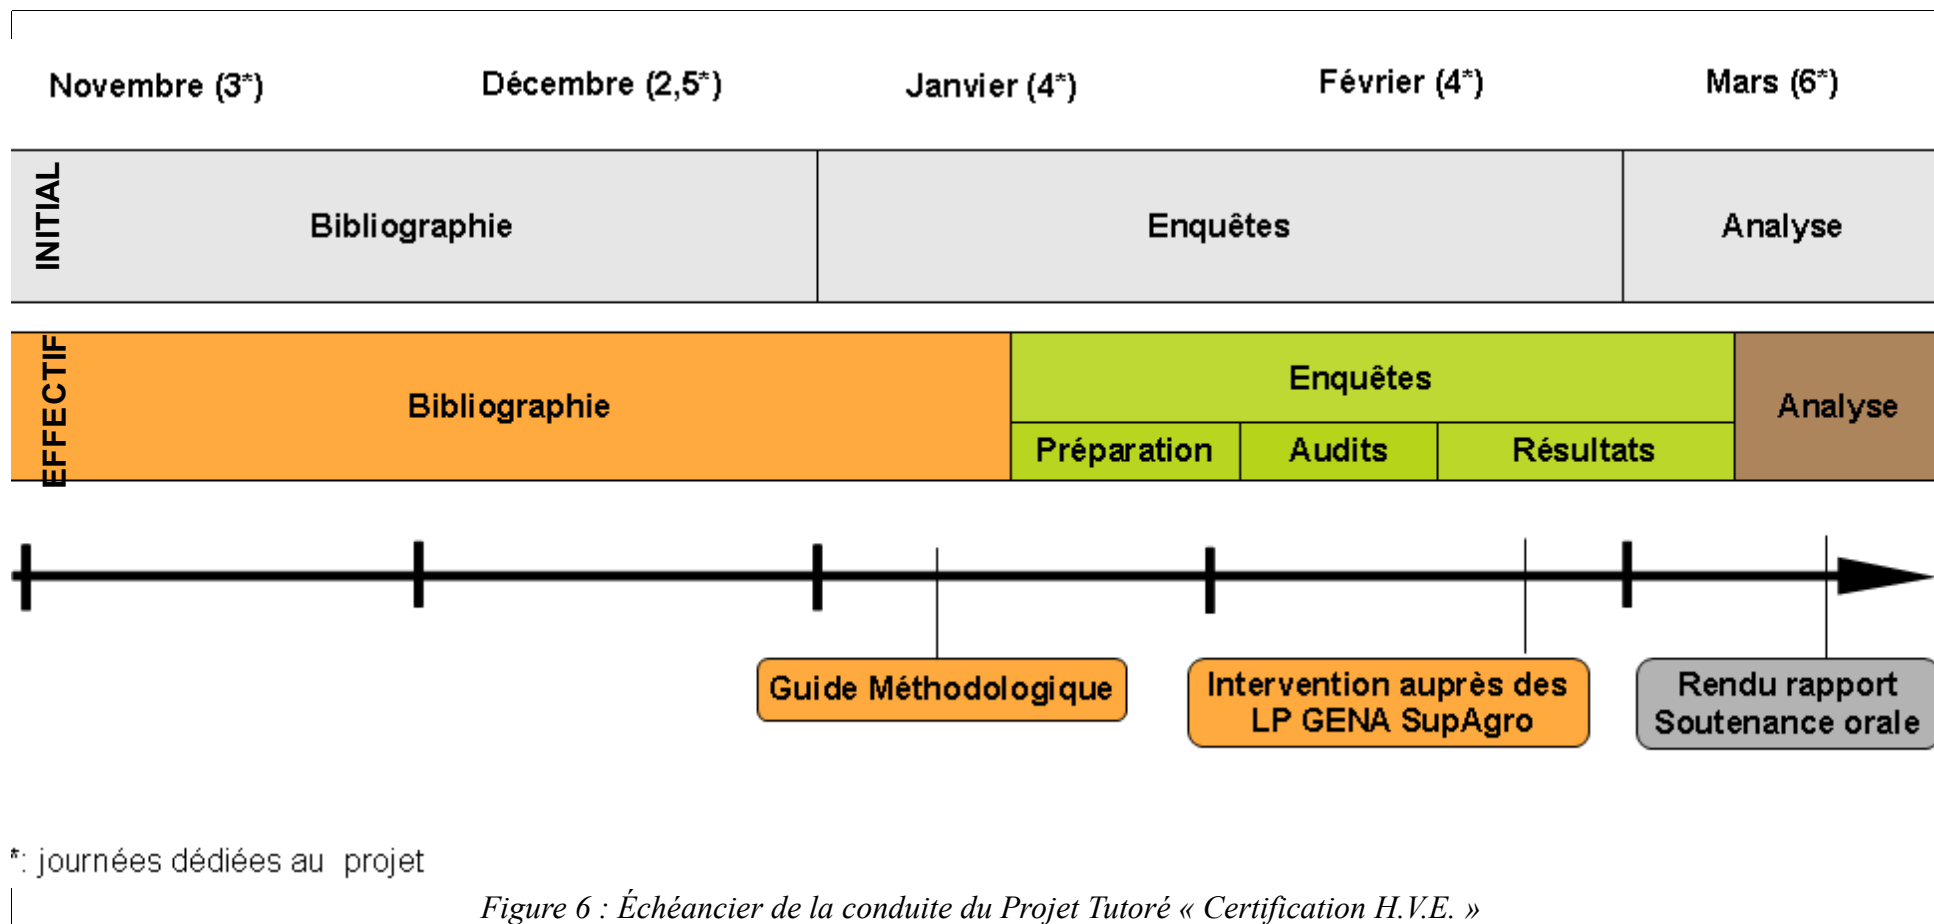 Novembre (3*) Décembre (2,5*) Janvier (4*) Février (4*) Mars (6*)
INITIAL
Bibliographie Enquêtes Analyse
EFFECTIF
Bibliographie
Enquêtes
Analyse
Préparation Audits Résultats
Guide Méthodologique
Intervention auprès des
LP GENA SupAgro
Rendu rapport
Soutenance orale
*: journées dédiées au projet
Figure 6 : Échéancier de la conduite du Projet Tutoré « Certification H.V.E. »